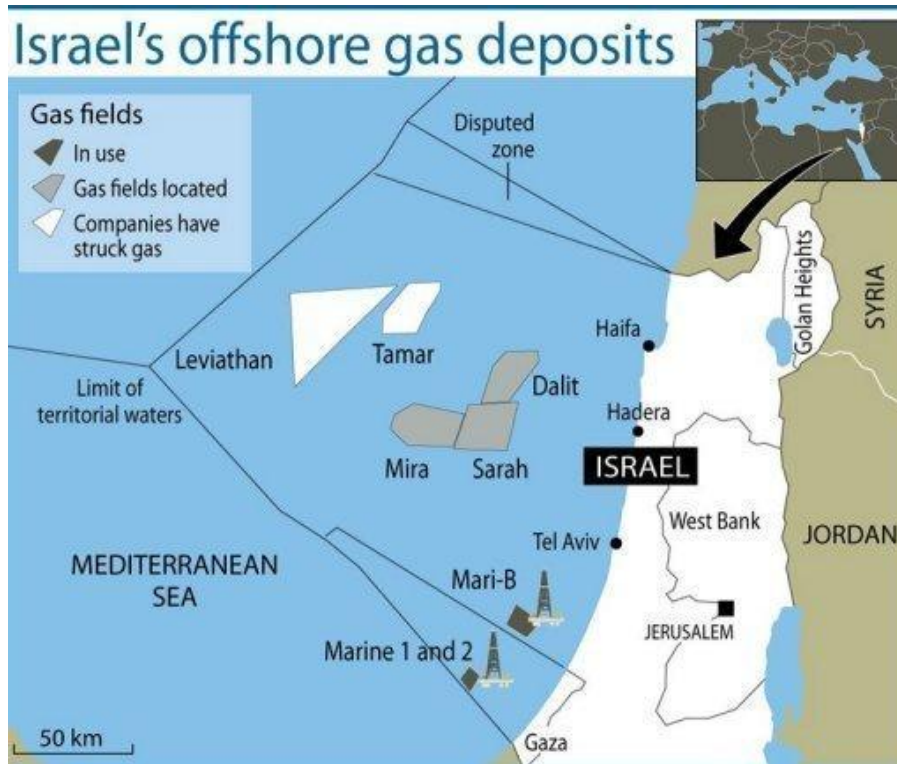 Israel's offshore gas deposits
Gas fields
In use
Gas fields located
Companies have
struck gas
Disputed
zone
Golan Heights
SYRIA
Haifa
Leviathan
Tamar
Limit of
territorial waters
Dalit
Hadera
Mira
Sarah
ISRAEL
West Bank
JORDAN
Tel Aviv
MEDITERRANEAN
SEA
Mari-B
JERUSALEM
Marine 1 and 2
50 km
Gaza